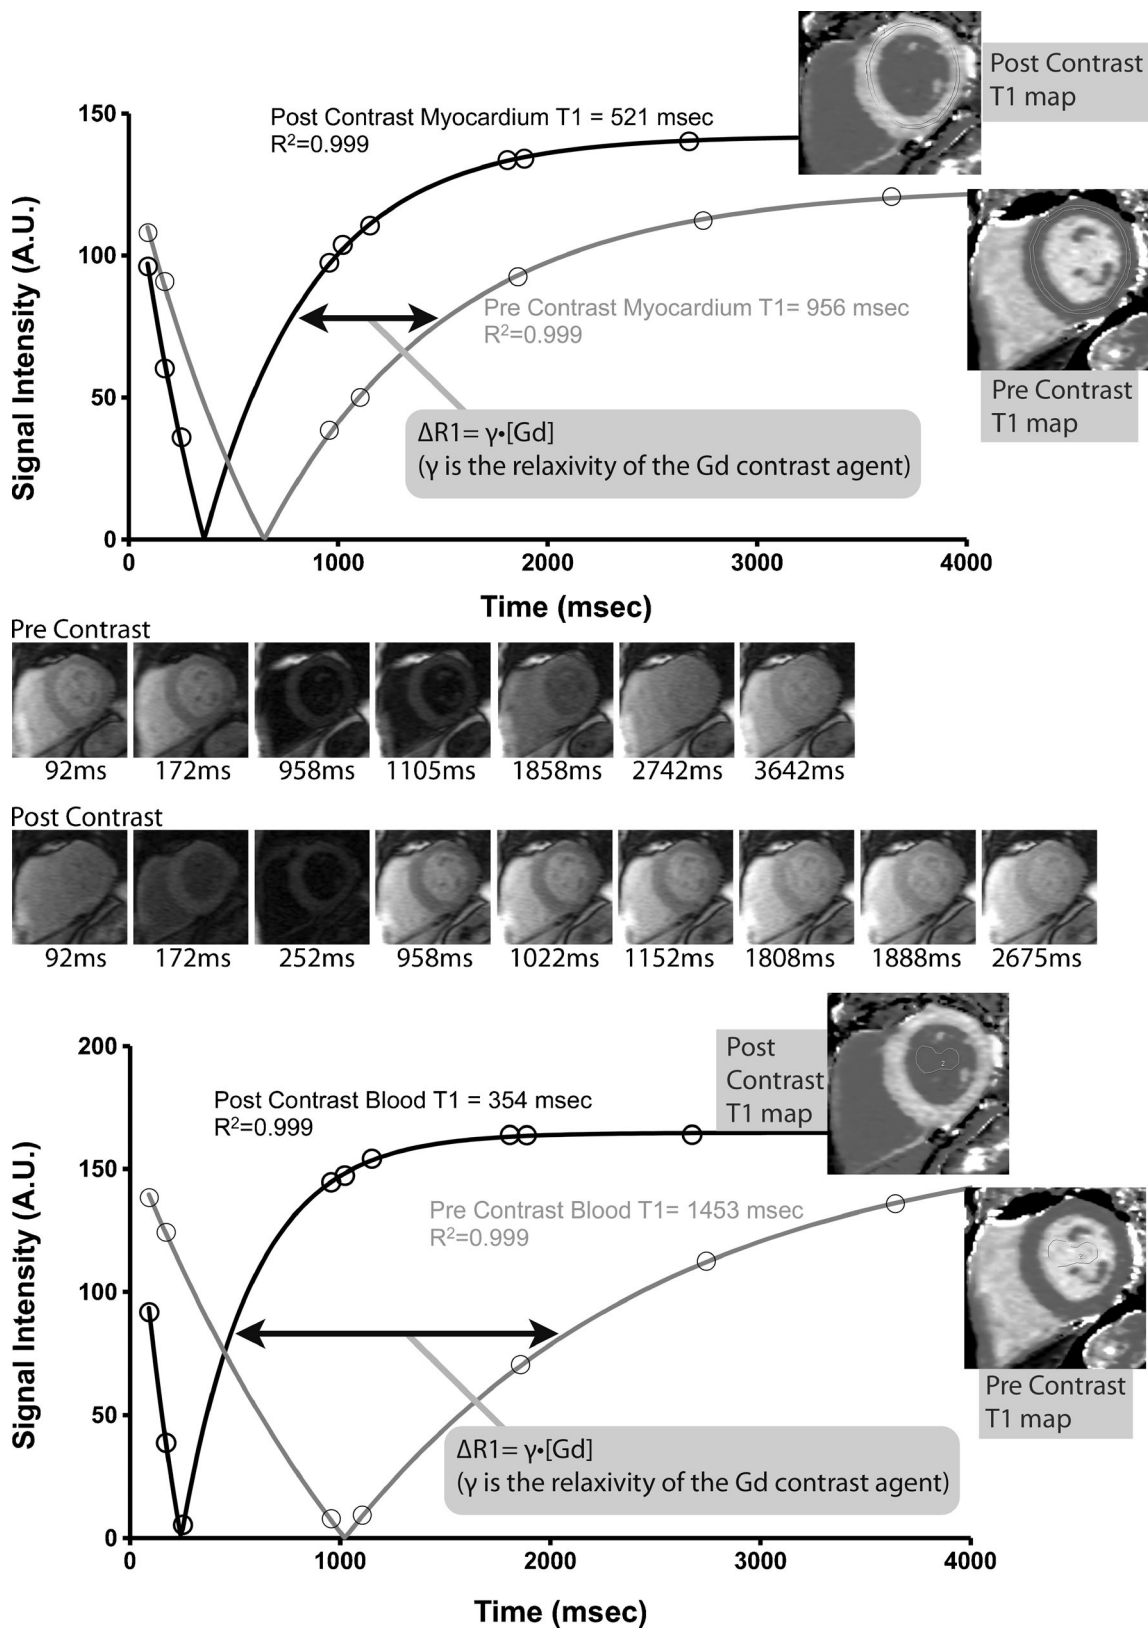 Post Contrast
T1 map
Post Contrast Myocardium T1 = 521 msec
R²=0.999
150
100
50
0
Signal Intensity (A.U.)
Pre Contrast Myocardium T1= 956 msec
R²=0.999
Pre Contrast
T1 map
ΔR1= γ•[Gd]
(γ is the relaxivity of the Gd contrast agent)
0 1000 2000 3000 4000
Time (msec)
Pre Contrast
92ms 172ms 958ms 1105ms 1858ms 2742ms 3642ms
Post Contrast
92ms 172ms 252ms 958ms 1022ms 1152ms 1808ms 1888ms 2675ms
Post
Contrast
T1 map
Post Contrast Blood T1 = 354 msec
R²=0.999
200
150
100
50
0
Signal Intensity (A.U.)
Pre Contrast Blood T1= 1453 msec
R²=0.999
Pre Contrast
T1 map
ΔR1= γ•[Gd]
(γ is the relaxivity of the Gd contrast agent)
0 1000 2000 3000 4000
Time (msec)